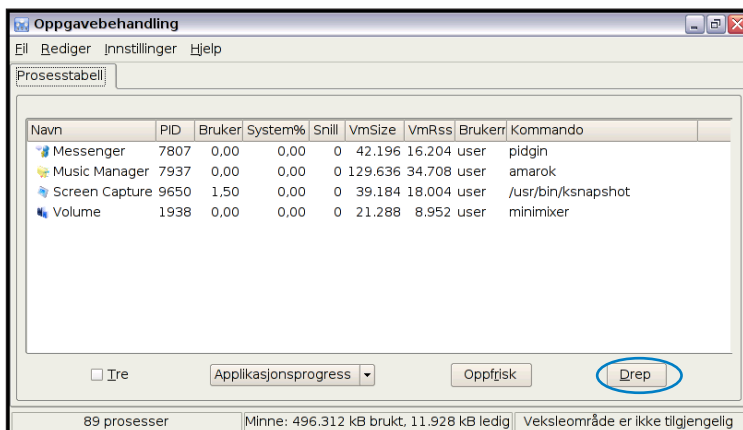 Oppgavebehandling
Fil Rediger Innstillinger Hjelp
Prosesstabell
Navn PID Bruker System% Snill VmSize VmRss Brukerr Kommando
Messenger 7807 0,00 0,00 0 42.196 16.204 user pidgin
Music Manager 7937 0,00 0,00 0 129.636 34.708 user amarok
Screen Capture 9650 1,50 0,00 0 39.184 18.004 user /usr/bin/ksnapshot
Volume 1938 0,00 0,00 0 21.288 8.952 user minimixer
Tre Applikasjonsprogress Oppfrisk Drep
89 prosesser Minne: 496.312 kB brukt, 11.928 kB ledig Veksleområde er ikke tilgjengelig